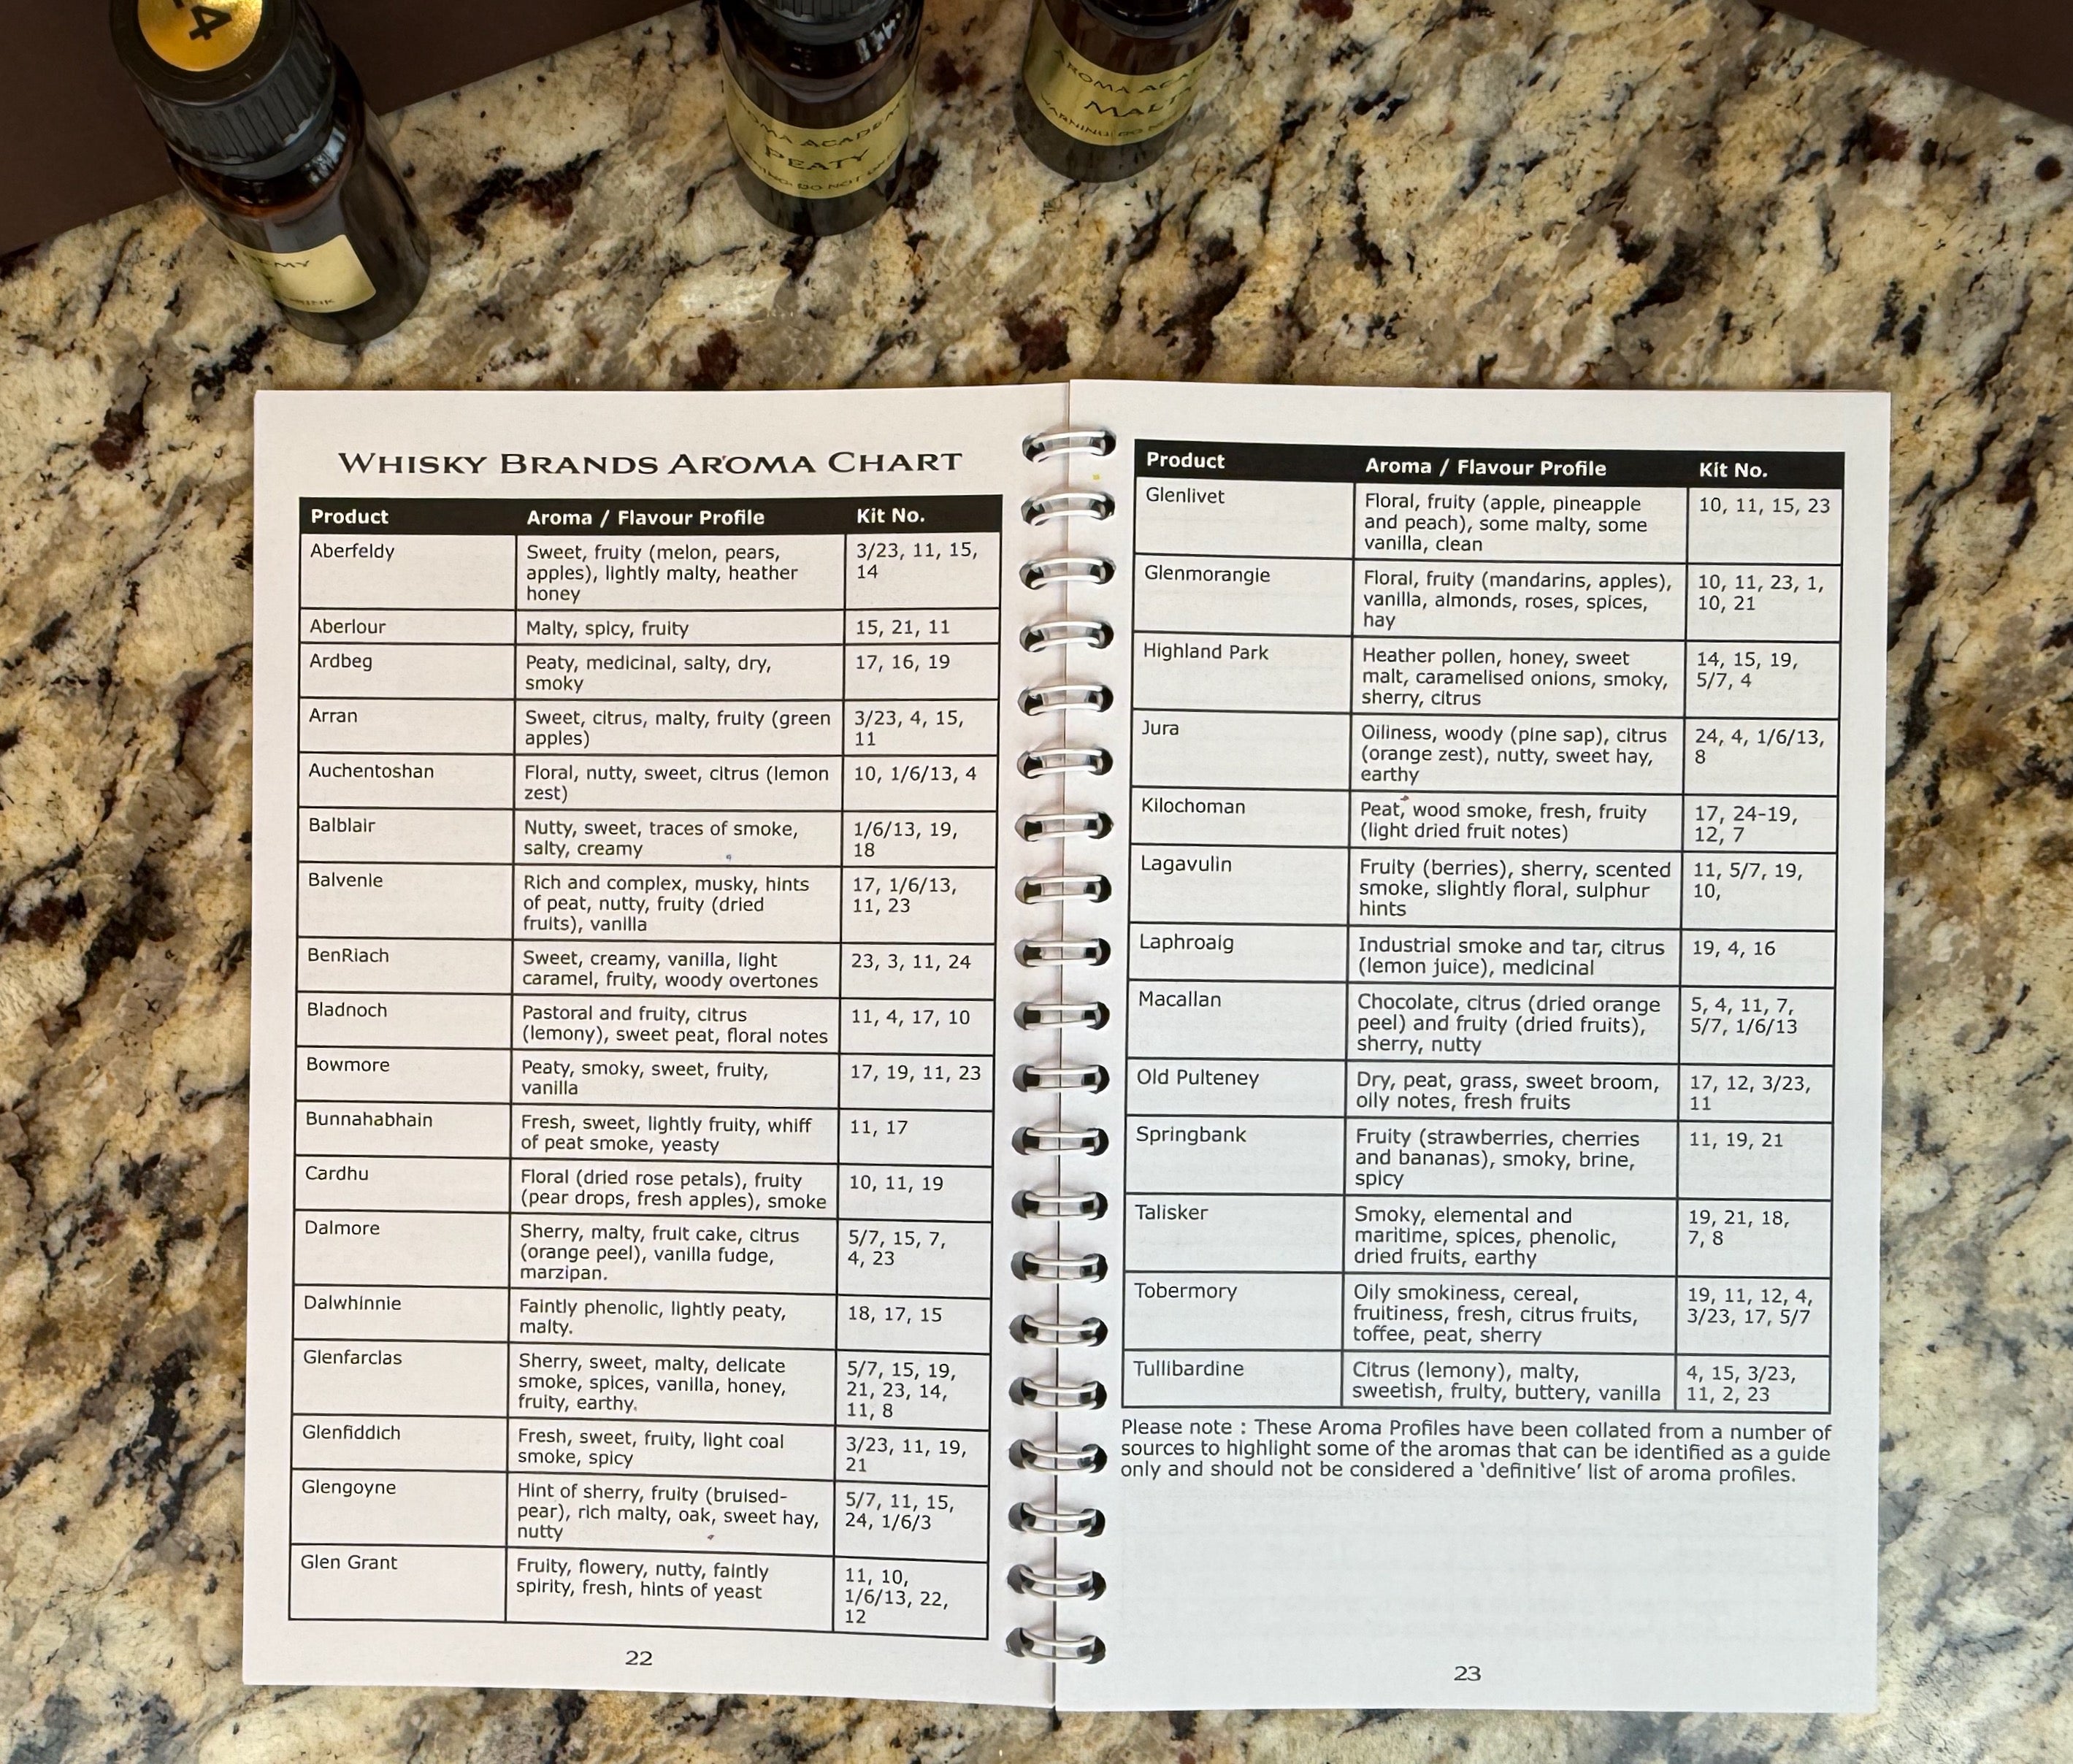 -4
EMY
RINK
OMA ACADEM
PEATY
ING: DO NOT
AROMA ACA
MALT
ARNING: DO NO
WHISKY BRANDS AROMA CHART
Product Aroma / Flavour Profile Kit No.
Aberfeldy Sweet, fruity (melon, pears, 3/23, 11, 15,
apples), lightly malty, heather 14
honey
Aberlour Malty, spicy, fruity 15, 21, 11
Ardbeg Peaty, medicinal, salty, dry, 17, 16, 19
smoky
Arran Sweet, citrus, malty, fruity (green 3/23, 4, 15,
apples) 11
Auchentoshan Floral, nutty, sweet, citrus (lemon 10, 1/6/13, 4
zest)
Balblair Nutty, sweet, traces of smoke, 1/6/13, 19,
salty, creamy 18
Balvenie Rich and complex, musky, hints 17, 1/6/13,
of peat, nutty, fruity (dried 11, 23
fruits), vanilla
BenRiach Sweet, creamy, vanilla, light 23, 3, 11, 24
caramel, fruity, woody overtones
Bladnoch Pastoral and fruity, citrus 11, 4, 17, 10
(lemony), sweet peat, floral notes
Bowmore Peaty, smoky, sweet, fruity, 17, 19, 11, 23
vanilla
Bunnahabhain Fresh, sweet, lightly fruity, whiff 11, 17
of peat smoke, yeasty
Cardhu Floral (dried rose petals), fruity 10, 11, 19
(pear drops, fresh apples), smoke
Dalmore Sherry, malty, fruit cake, citrus 5/7, 15, 7,
(orange peel), vanilla fudge, 4, 23
marzipan.
Dalwhinnie Faintly phenolic, lightly peaty, 18, 17, 15
malty.
Glenfarclas Sherry, sweet, malty, delicate 5/7, 15, 19,
smoke, spices, vanilla, honey, 21, 23, 14,
fruity, earthy. 11, 8
Glenfiddich Fresh, sweet, fruity, light coal 3/23, 11, 19,
smoke, spicy 21
Glengoyne Hint of sherry, fruity (bruised- 5/7, 11, 15,
pear), rich malty, oak, sweet hay, 24, 1/6/3
nutty
Glen Grant Fruity, flowery, nutty, faintly 11, 10,
spirity, fresh, hints of yeast 1/6/13, 22,
12
22
Product Aroma / Flavour Profile Kit No.
Glenlivet Floral, fruity (apple, pineapple 10, 11, 15, 23
and peach), some malty, some
vanilla, clean
Glenmorangie Floral, fruity (mandarins, apples), 10, 11, 23, 1,
vanilla, almonds, roses, spices, 10, 21
hay
Highland Park Heather pollen, honey, sweet 14, 15, 19,
malt, caramelised onions, smoky, 5/7, 4
sherry, citrus
Jura Oiliness, woody (pine sap), citrus 24, 4, 1/6/13,
(orange zest), nutty, sweet hay, 8
earthy
Kilochoman Peat, wood smoke, fresh, fruity 17, 24-19,
(light dried fruit notes) 12, 7
Lagavulin Fruity (berries), sherry, scented 11, 5/7, 19,
smoke, slightly floral, sulphur 10,
hints
Laphroaig Industrial smoke and tar, citrus 19, 4, 16
(lemon juice), medicinal
Macallan Chocolate, citrus (dried orange 5, 4, 11, 7,
peel) and fruity (dried fruits), 5/7, 1/6/13
sherry, nutty
Old Pulteney Dry, peat, grass, sweet broom, 17, 12, 3/23,
oily notes, fresh fruits 11
Springbank Fruity (strawberries, cherries 11, 19, 21
and bananas), smoky, brine,
spicy
Talisker Smoky, elemental and 19, 21, 18,
maritime, spices, phenolic, 7, 8
dried fruits, earthy
Tobermory Oily smokiness, cereal, 19, 11, 12, 4,
fruitiness, fresh, citrus fruits, 3/23, 17, 5/7
toffee, peat, sherry
Tullibardine Citrus (lemony), malty, 4, 15, 3/23,
sweetish, fruity, buttery, vanilla 11, 2, 23
Please note : These Aroma Profiles have been collated from a number of
sources to highlight some of the aromas that can be identified as a guide
only and should not be considered a ‘definitive’ list of aroma profiles.
23